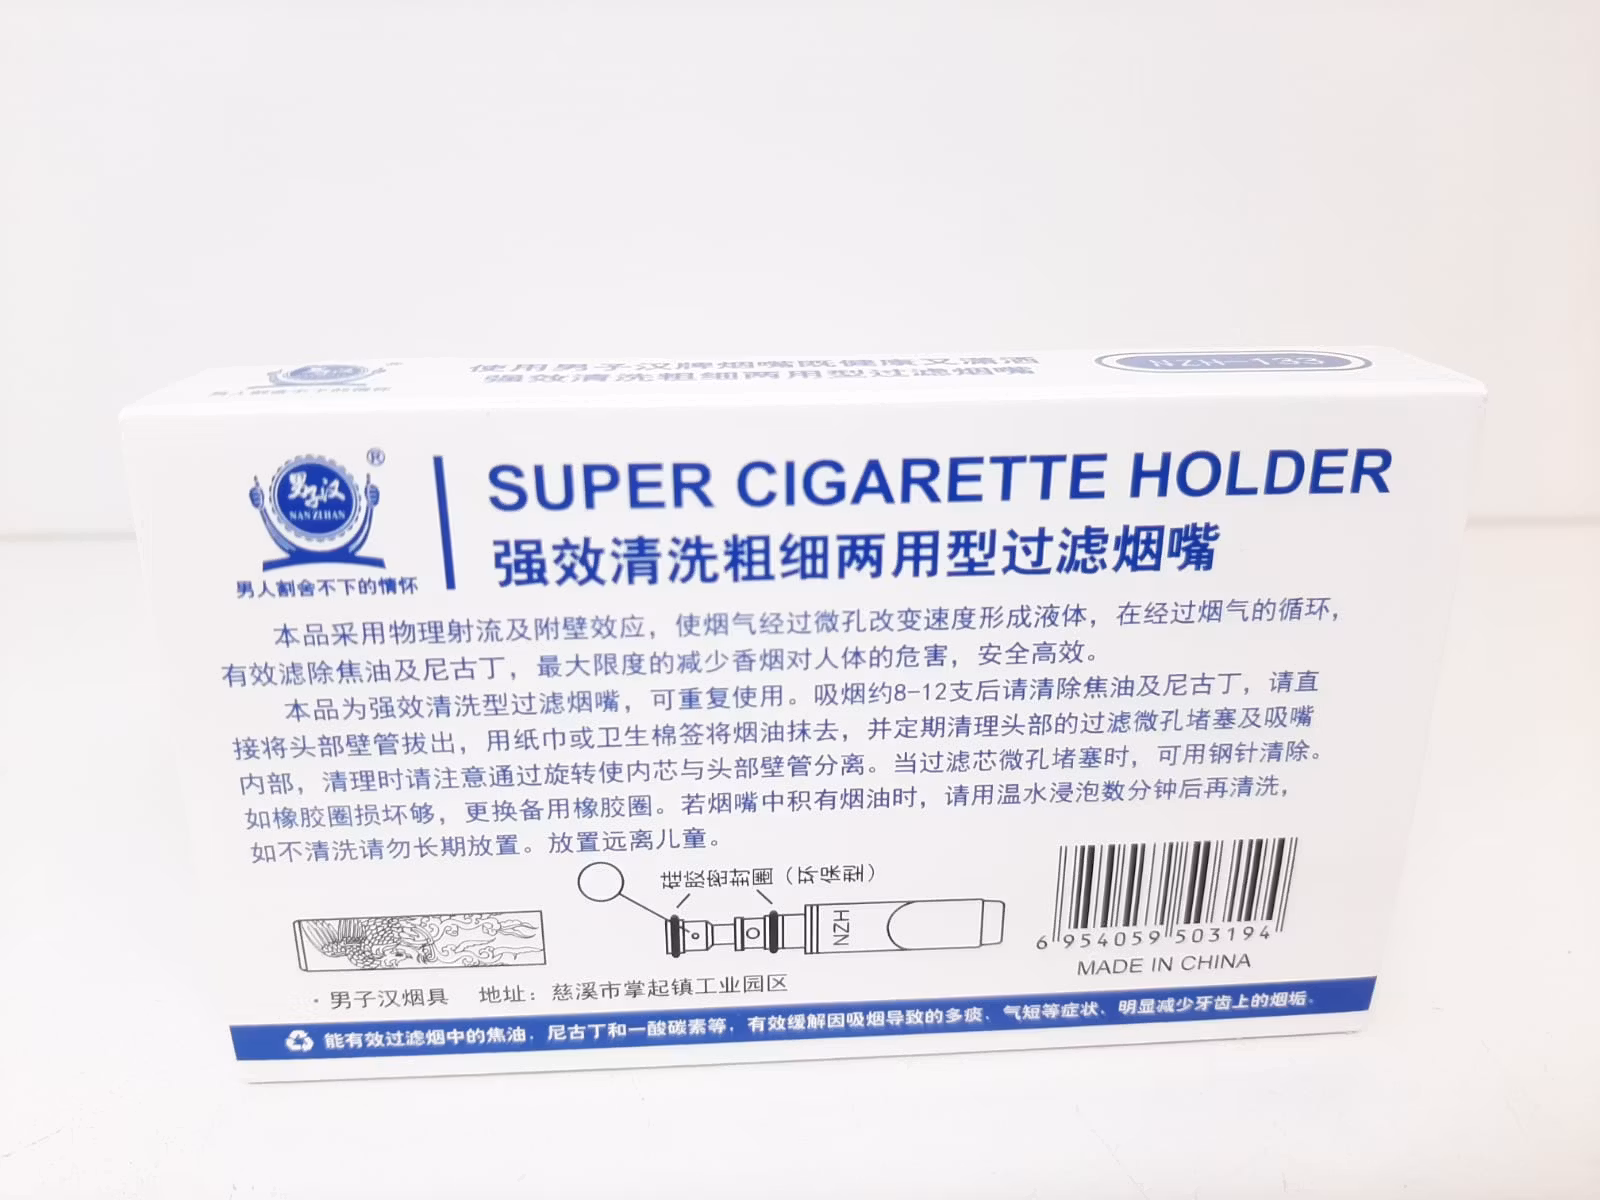 使用男子汉牌烟嘴既健康又潇洒
强效清洗粗细两用型过滤烟嘴
NZH-133
男子汉
NAN ZI HAN
®
男人割舍不下的情怀
SUPER CIGARETTE HOLDER
强效清洗粗细两用型过滤烟嘴
本品采用物理射流及附壁效应，使烟气经过微孔改变速度形成液体，在经过烟气的循环，
有效滤除焦油及尼古丁，最大限度的减少香烟对人体的危害，安全高效。
本品为强效清洗型过滤烟嘴，可重复使用。吸烟约8-12支后请清除焦油及尼古丁，请直
接将头部壁管拔出，用纸巾或卫生棉签将烟油抹去，并定期清理头部的过滤微孔堵塞及吸嘴
内部，清理时请注意通过旋转使内芯与头部壁管分离。当过滤芯微孔堵塞时，可用钢针清除。
如橡胶圈损坏够，更换备用橡胶圈。若烟嘴中积有烟油时，请用温水浸泡数分钟后再清洗，
如不清洗请勿长期放置。放置远离儿童。
硅胶密封圈（环保型）
NZH
6 954059 503194
MADE IN CHINA
·男子汉烟具 地址：慈溪市掌起镇工业园区
能有效过滤烟中的焦油，尼古丁和一酸碳素等，有效缓解因吸烟导致的多痰、气短等症状、明显减少牙齿上的烟垢。